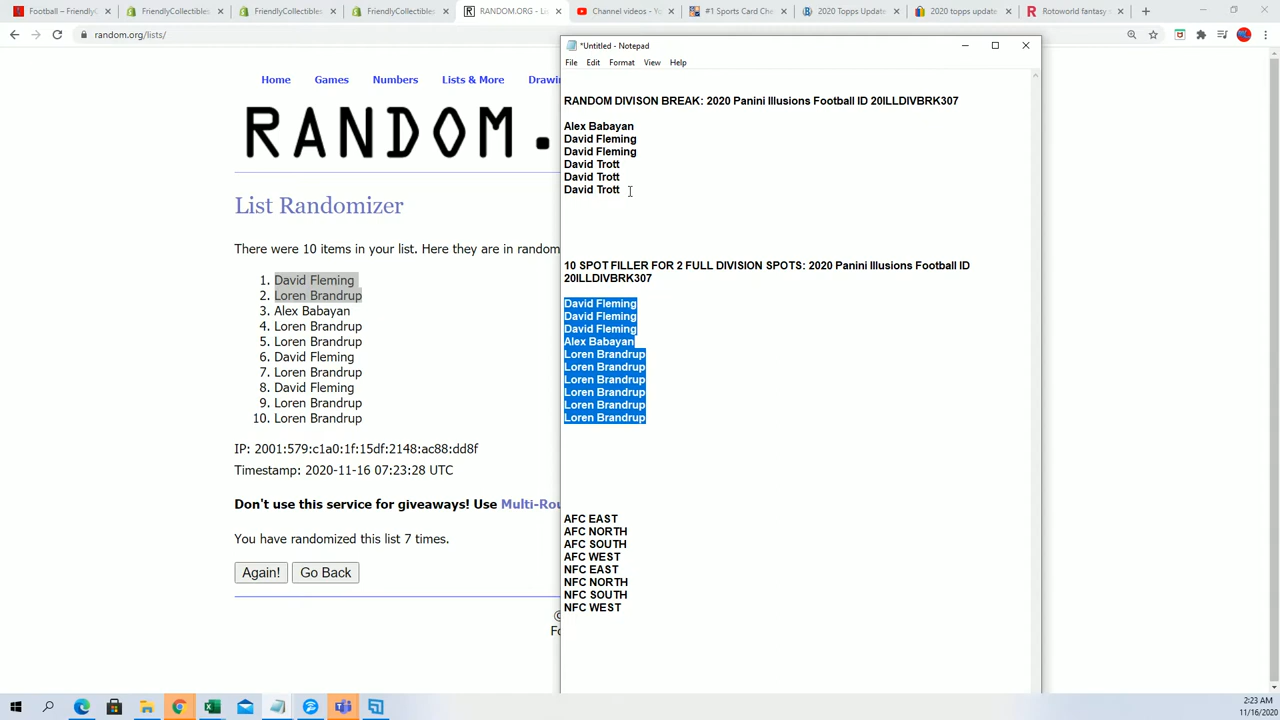 Football – FriendlyC
FriendlyCollectibles
FriendlyCollectibles
FriendlyCollectibles
RANDOM.ORG - Li
Channel videos - Yo
#1 Sports Card Che
2020 Topps Update
2020 topps update
Rotoworld fantasy s
random.org/lists/
*Untitled - Notepad
File Edit Format View Help
Home Games Numbers Lists & More Drawin
RANDOM.
List Randomizer
There were 10 items in your list. Here they are in random
1. David Fleming
2. Loren Brandrup
3. Alex Babayan
4. Loren Brandrup
5. Loren Brandrup
6. David Fleming
7. Loren Brandrup
8. David Fleming
9. Loren Brandrup
10. Loren Brandrup
IP: 2001:579:c1a0:1f:15df:2148:ac88:dd8f
Timestamp: 2020-11-16 07:23:28 UTC
Don't use this service for giveaways! Use Multi-Rou
You have randomized this list 7 times.
Again! Go Back
RANDOM DIVISON BREAK: 2020 Panini Illusions Football ID 20ILLDIVBRK307
Alex Babayan
David Fleming
David Fleming
David Trott
David Trott
David Trott
10 SPOT FILLER FOR 2 FULL DIVISION SPOTS: 2020 Panini Illusions Football ID
20ILLDIVBRK307
David Fleming
David Fleming
David Fleming
Alex Babayan
Loren Brandrup
Loren Brandrup
Loren Brandrup
Loren Brandrup
Loren Brandrup
Loren Brandrup
AFC EAST
AFC NORTH
AFC SOUTH
AFC WEST
NFC EAST
NFC NORTH
NFC SOUTH
NFC WEST
2:23 AM
11/16/2020